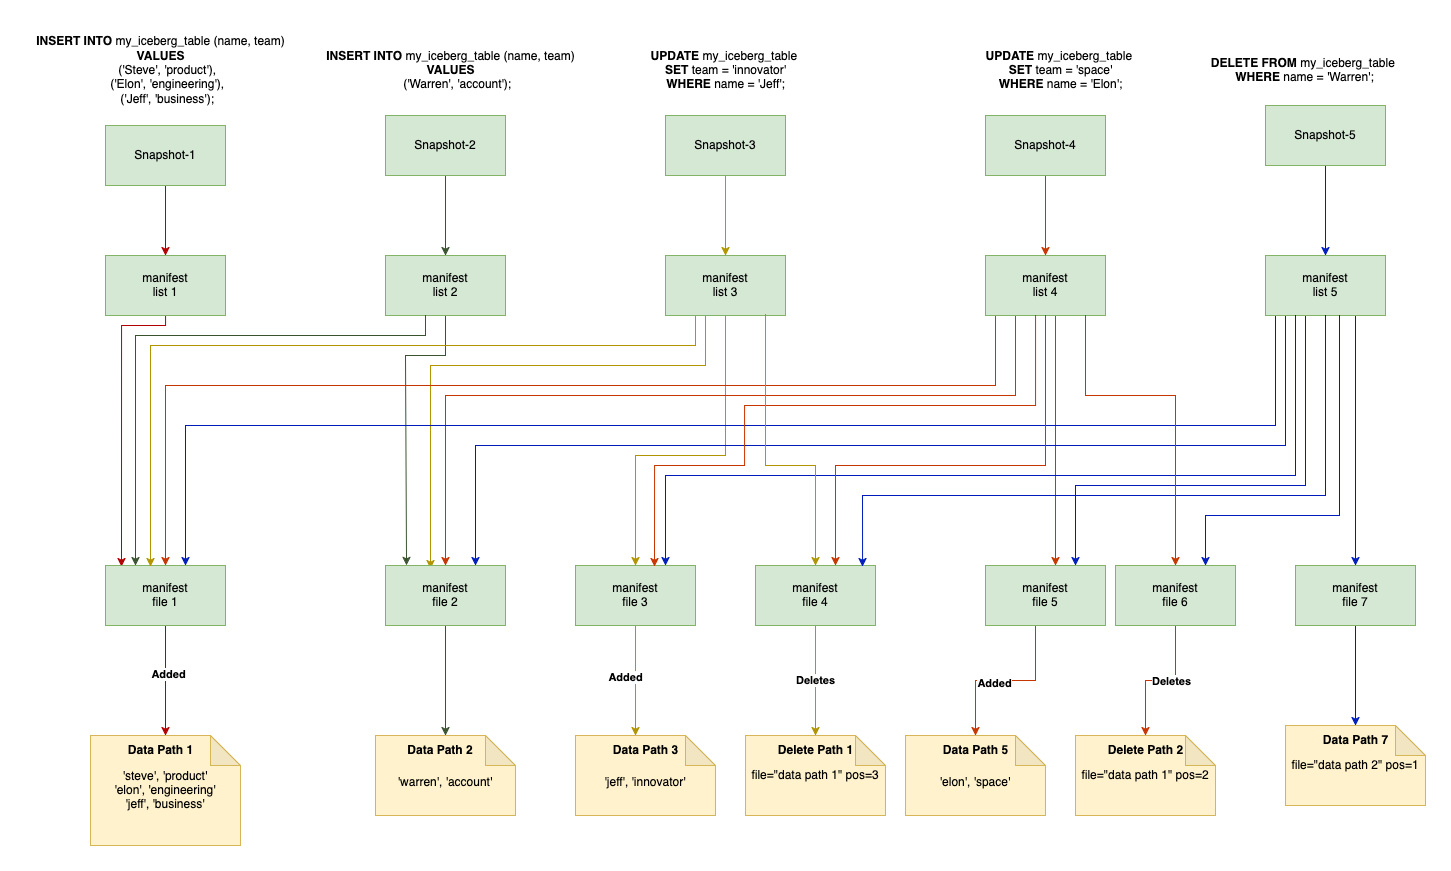 INSERT INTO my_iceberg_table (name, team)
VALUES
('Steve', 'product'),
('Elon', 'engineering'),
('Jeff', 'business');
INSERT INTO my_iceberg_table (name, team)
VALUES
('Warren', 'account');
UPDATE my_iceberg_table
SET team = 'innovator'
WHERE name = 'Jeff';
UPDATE my_iceberg_table
SET team = 'space'
WHERE name = 'Elon';
DELETE FROM my_iceberg_table
WHERE name = 'Warren';
Snapshot-1
Snapshot-2
Snapshot-3
Snapshot-4
Snapshot-5
manifest
list 1
manifest
list 2
manifest
list 3
manifest
list 4
manifest
list 5
manifest
file 1
manifest
file 2
manifest
file 3
manifest
file 4
manifest
file 5
manifest
file 6
manifest
file 7
Added
Added
Deletes
Added
Deletes
Data Path 1
'steve', 'product'
'elon', 'engineering'
'jeff', 'business'
Data Path 2
'warren', 'account'
Data Path 3
'jeff', 'innovator'
Delete Path 1
file="data path 1" pos=3
Data Path 5
'elon', 'space'
Delete Path 2
file="data path 1" pos=2
Data Path 7
file="data path 2" pos=1